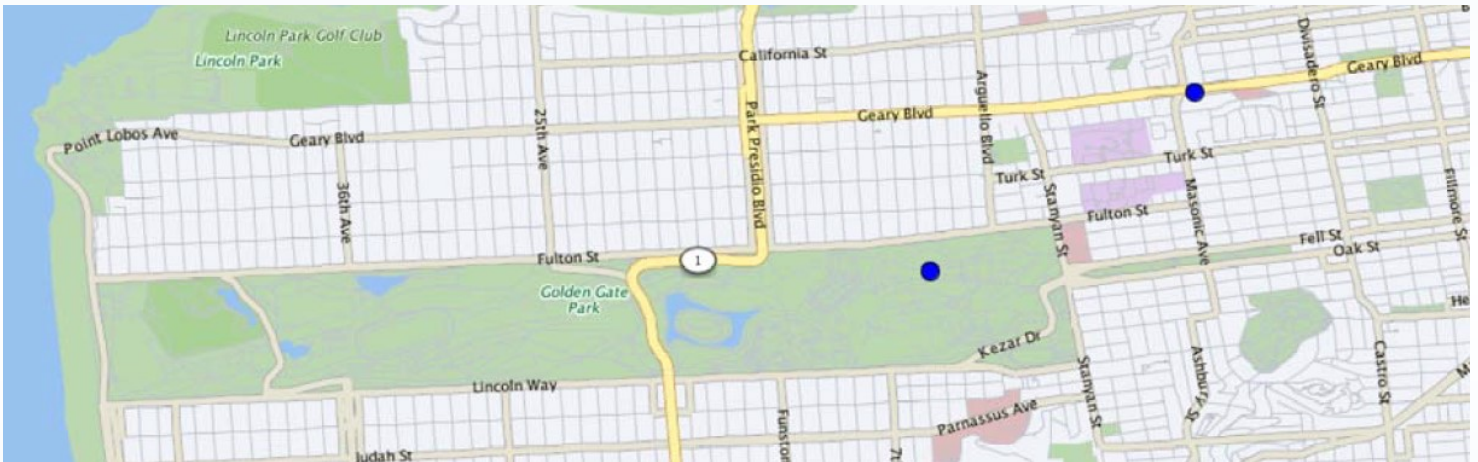 Lincoln Park Golf Club
Lincoln Park
California St
Divisadero St
Geary Blvd
Park Presidio Blvd
Arguello Blvd
Geary Blvd
25th Ave
Point Lobos Ave
Geary Blvd
Turk St
Turk St
36th Ave
Stanyan St
Masonic Ave
Fillmore St
Fulton St
Fell St
Oak St
Fulton St
1
Golden Gate
Park
Kezar Dr
Lincoln Way
Stanyan St
Ashbury St
Castro St
Parnassus Ave
Judah St